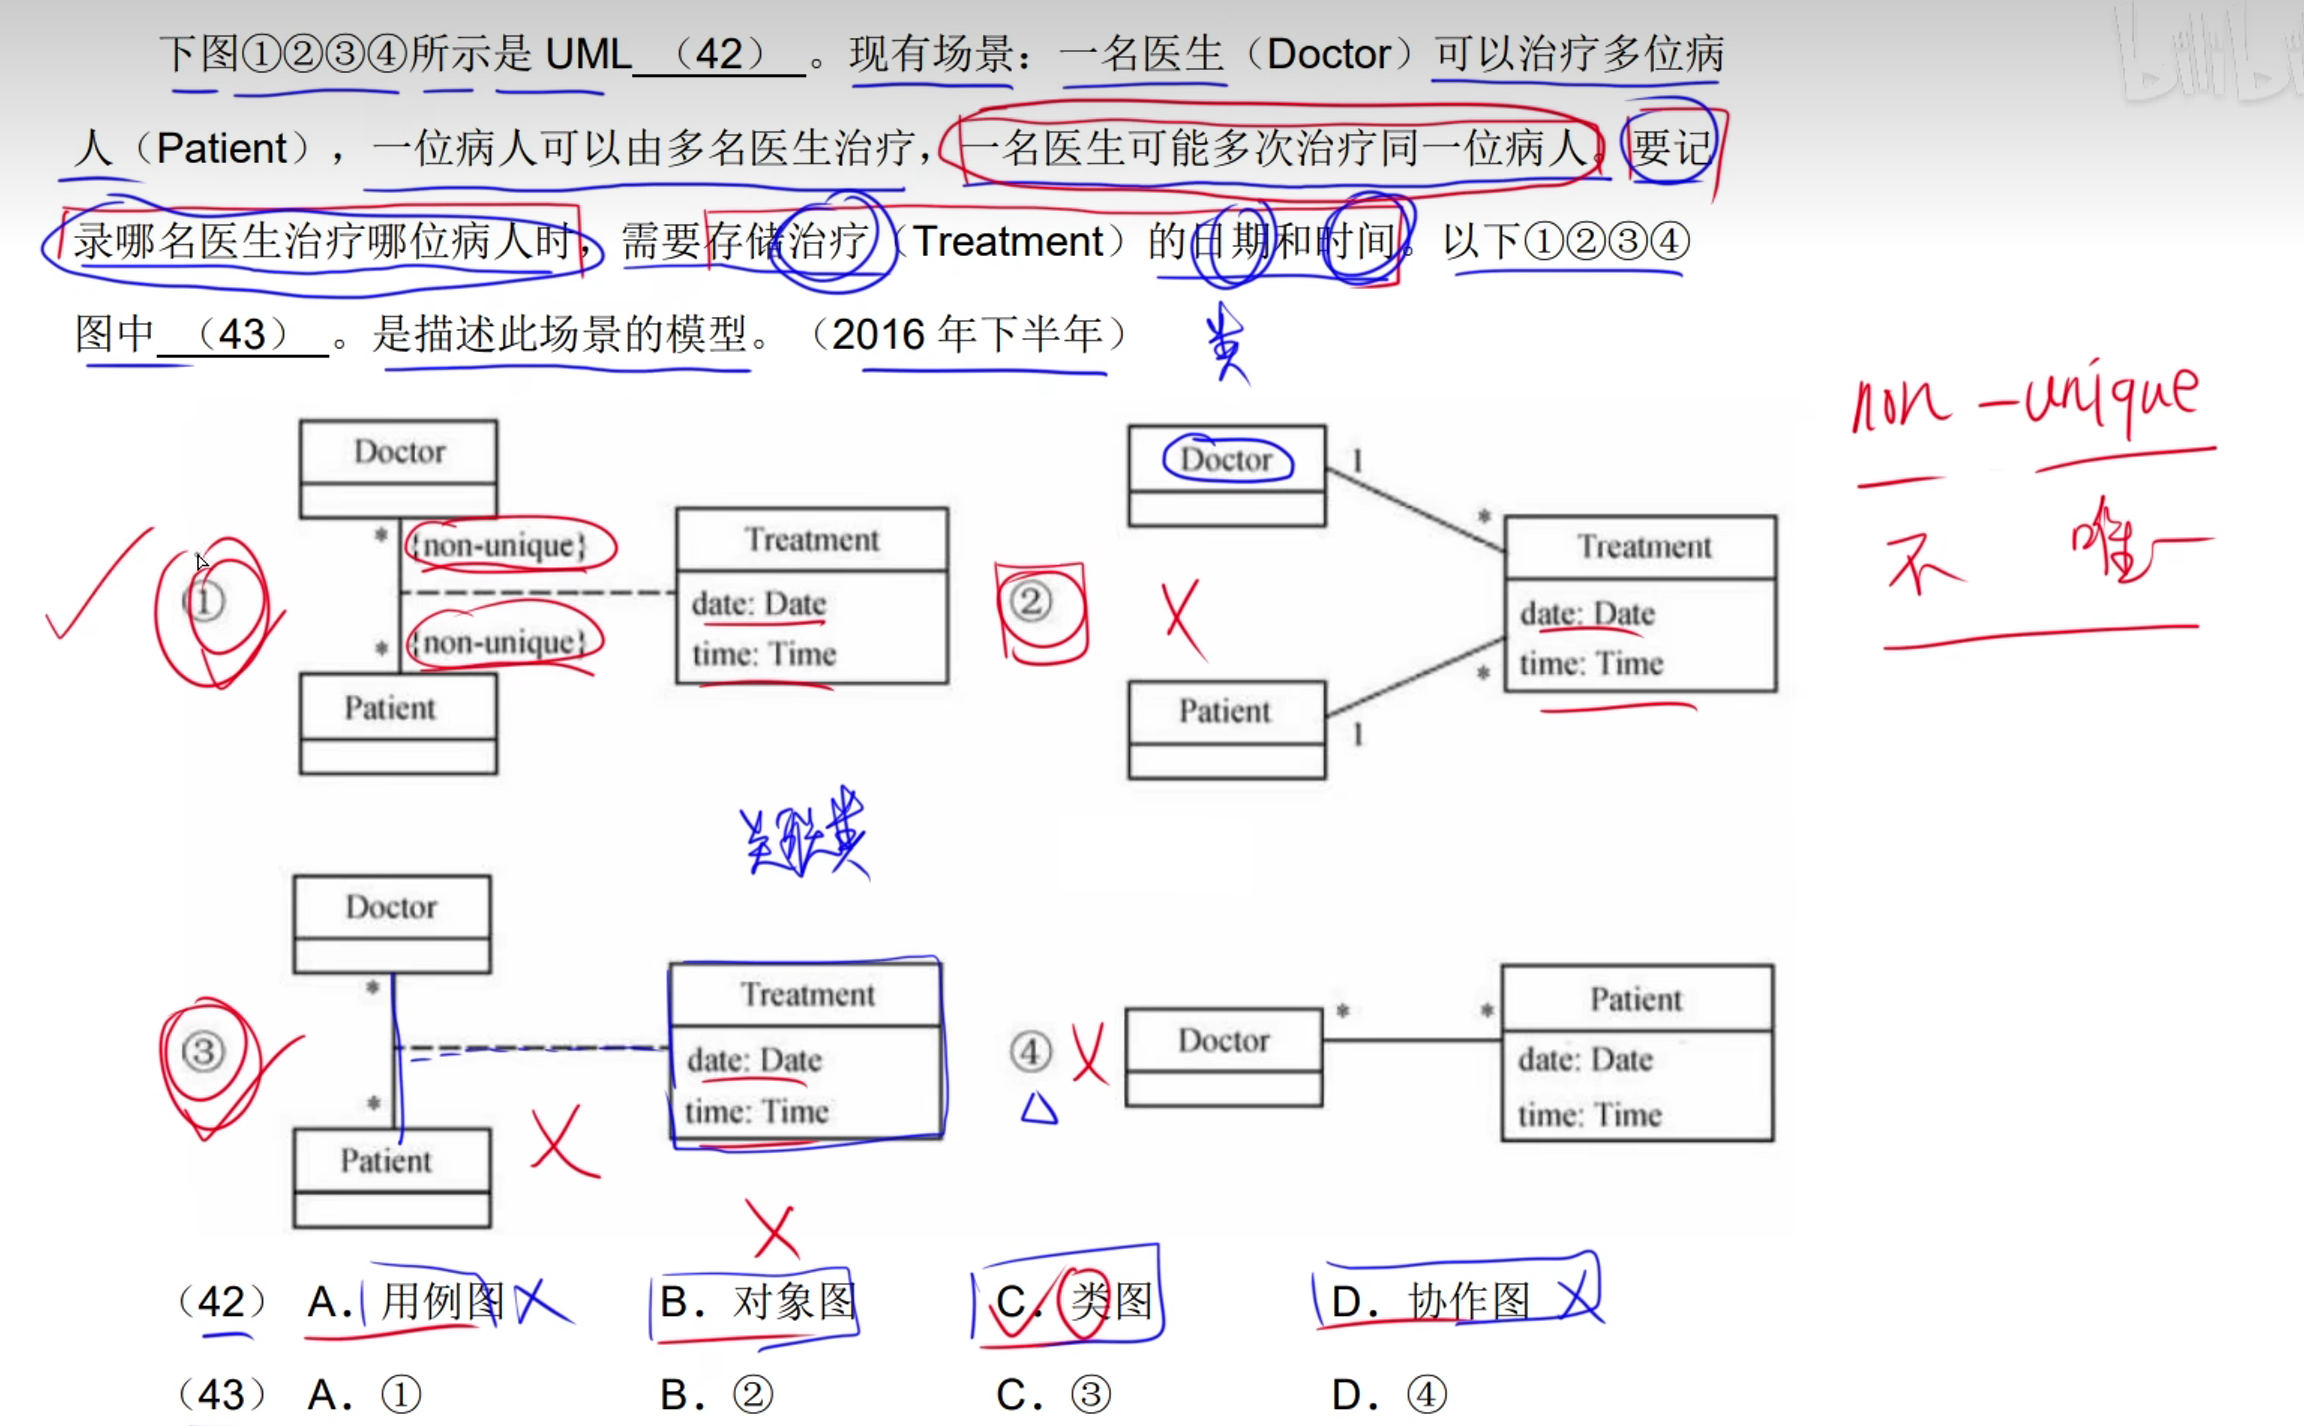 bilibili
下图①②③④所示是 UML （42） 。现有场景：一名医生（Doctor）可以治疗多位病
人（Patient），一位病人可以由多名医生治疗，一名医生可能多次治疗同一位病人。要记
录哪名医生治疗哪位病人时，需要存储治疗（Treatment）的日期和时间。以下①②③④
图中 （43） 。是描述此场景的模型。（2016 年下半年）
类
non-unique
不 唯一
Doctor
*
{non-unique}
①
*
{non-unique}
Patient
Treatment
date: Date
time: Time
②
Doctor
1
*
Treatment
date: Date
time: Time
*
Patient
1
关联类
③
Doctor
*
*
Patient
Treatment
date: Date
time: Time
④
Doctor
*
*
Patient
date: Date
time: Time
（42） A. 用例图 B. 对象图 C. 类图 D. 协作图
（43） A. ① B. ② C. ③ D. ④